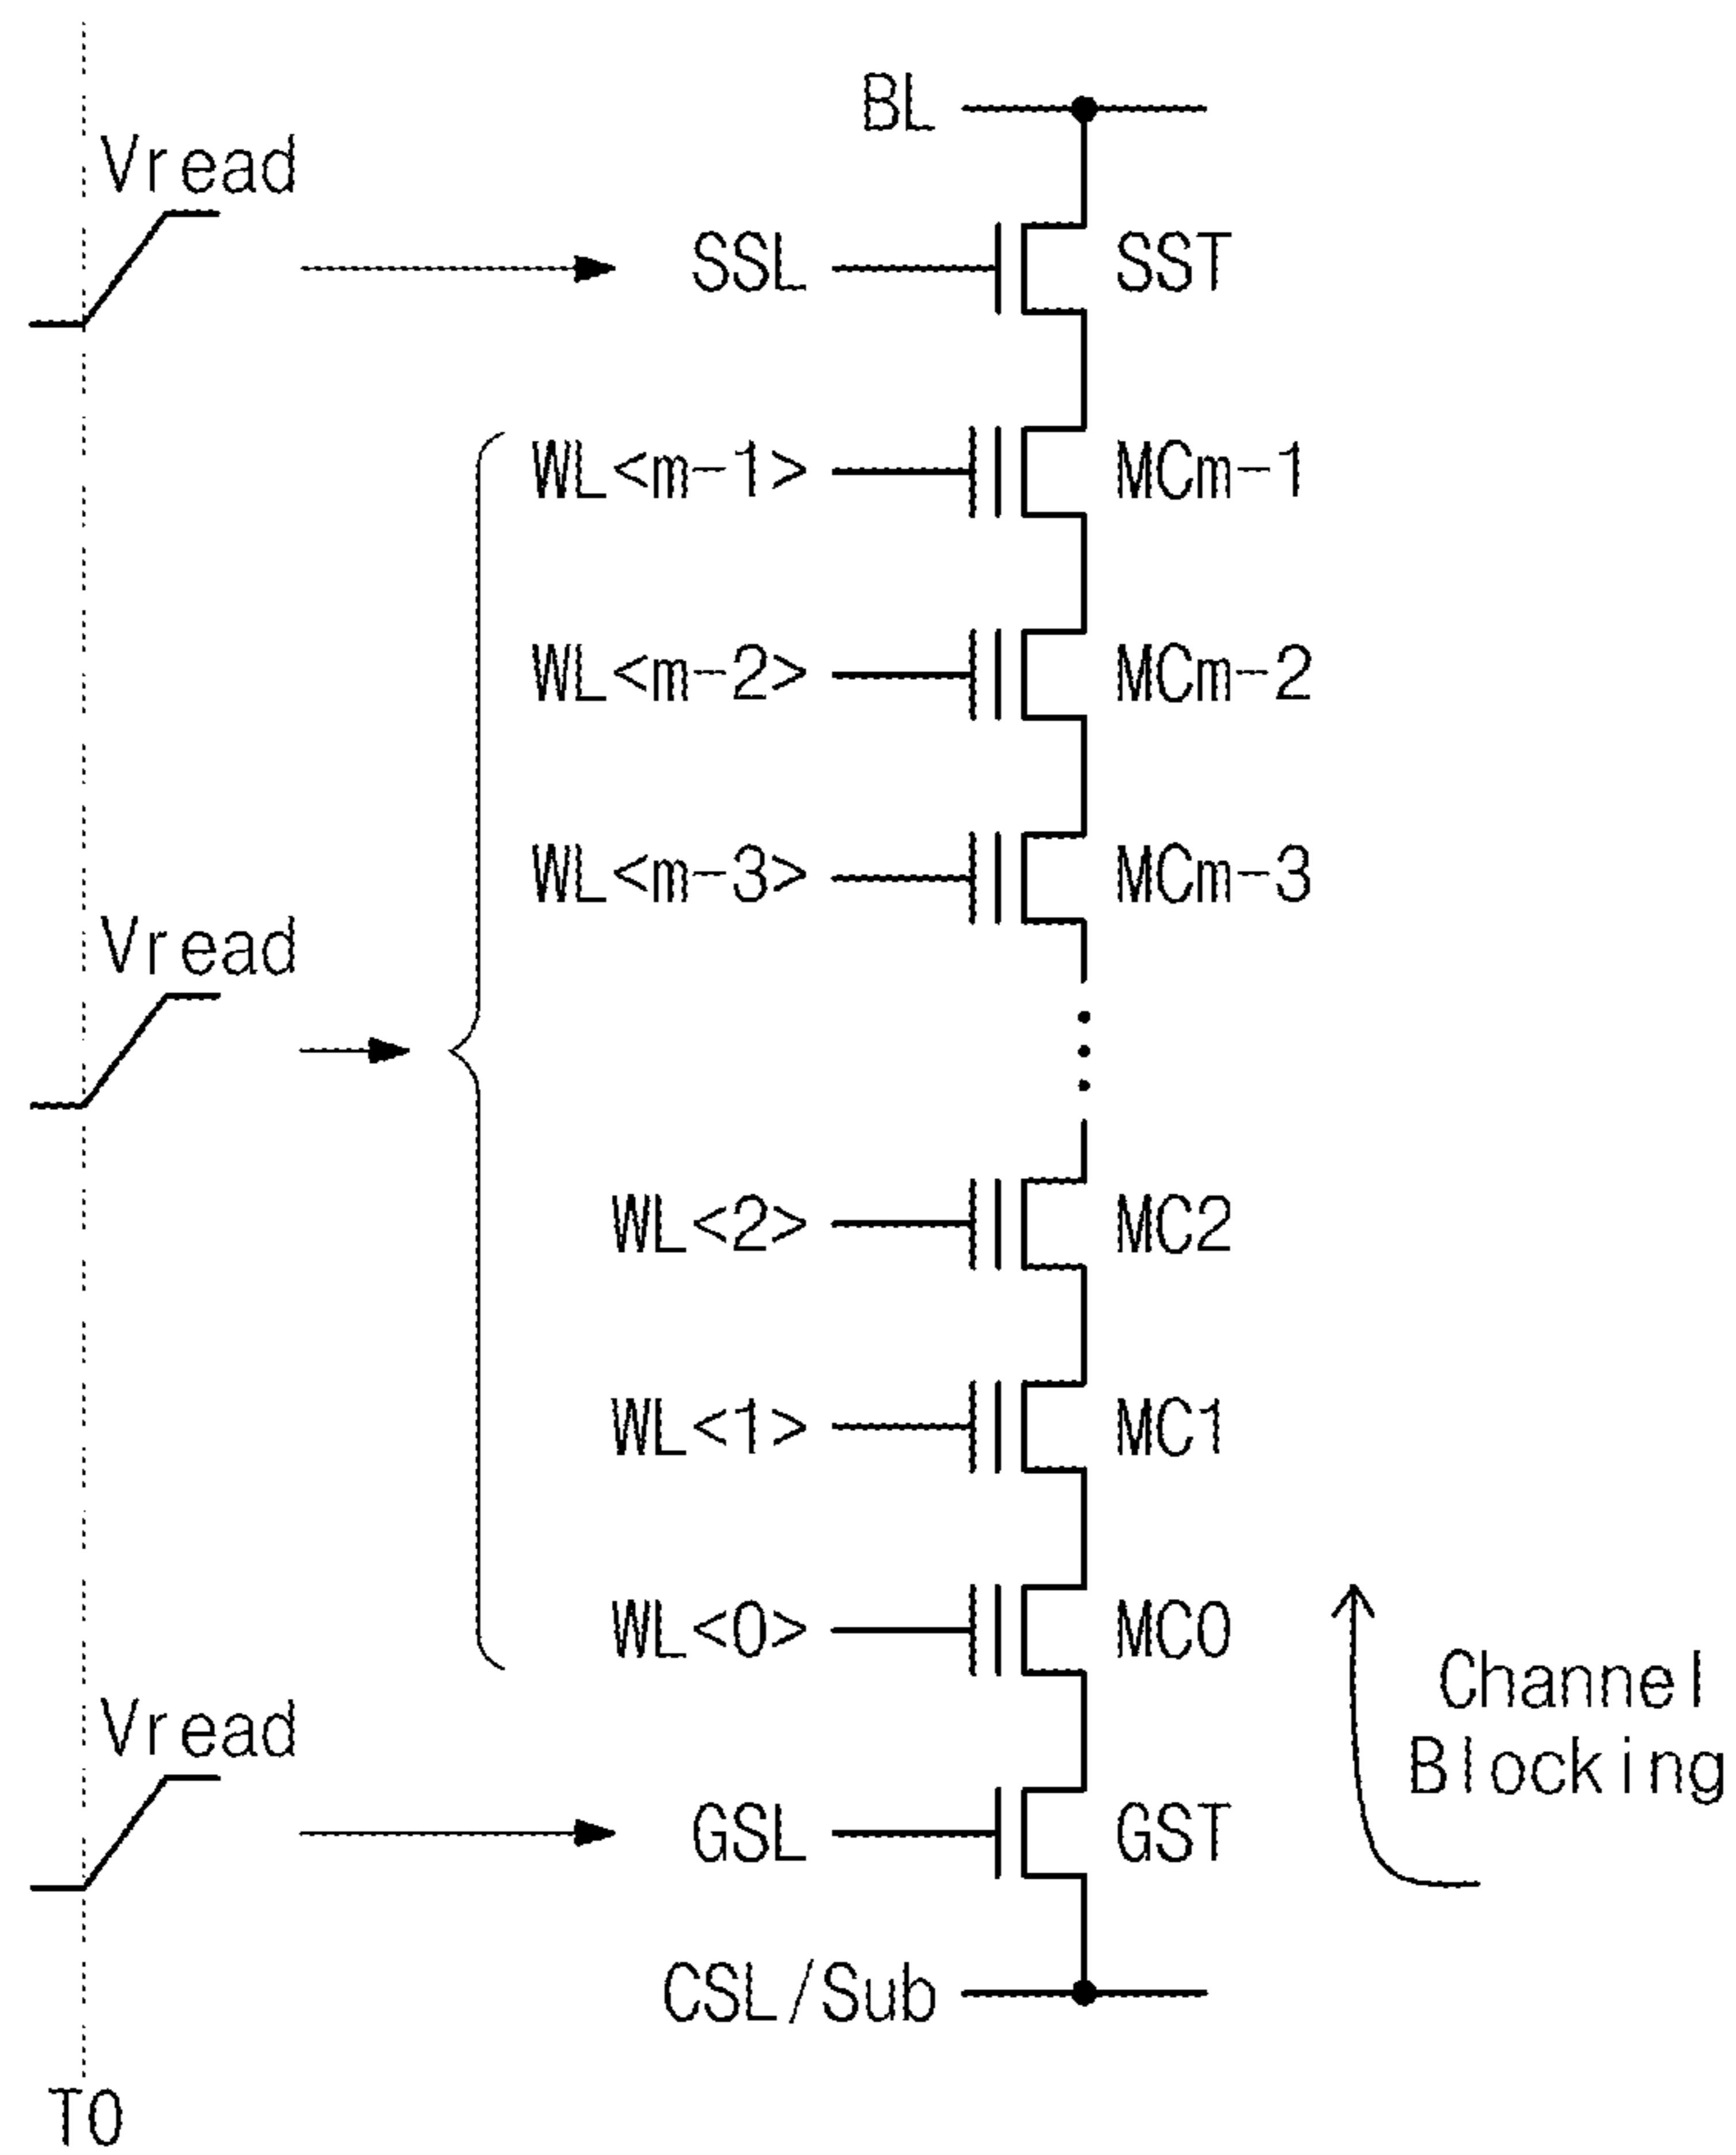 BL
Vread
SSL
SST
WL<m-1>
MCm-1
WL<m-2>
MCm-2
WL<m-3>
MCm-3
Vread
WL<2>
MC2
WL<1>
MC1
WL<0>
MC0
Channel
Blocking
Vread
GSL
GST
CSL/Sub
T0